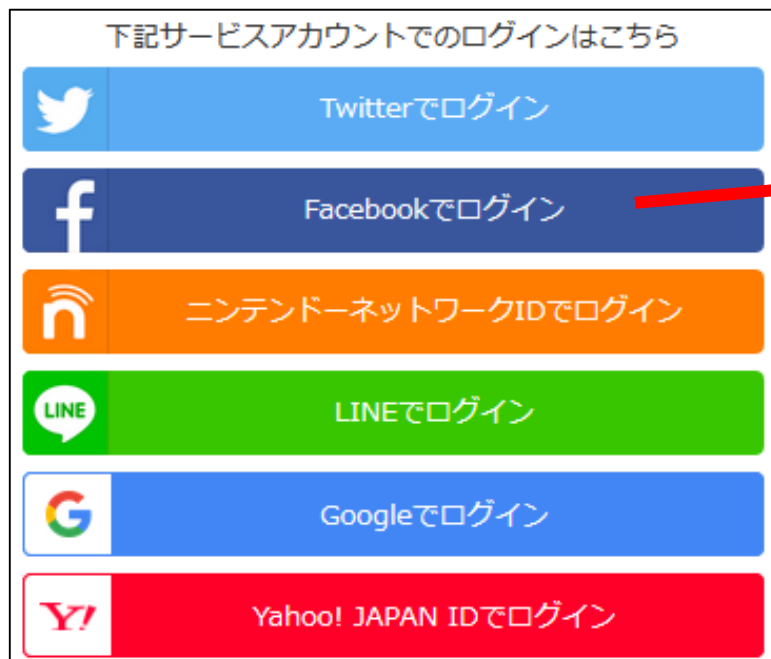 下記サービスアカウントでのログインはこちら
Twitterでログイン
Facebookでログイン
ニンテンドーネットワークIDでログイン
LINE
LINEでログイン
Googleでログイン
Y!
Yahoo! JAPAN IDでログイン